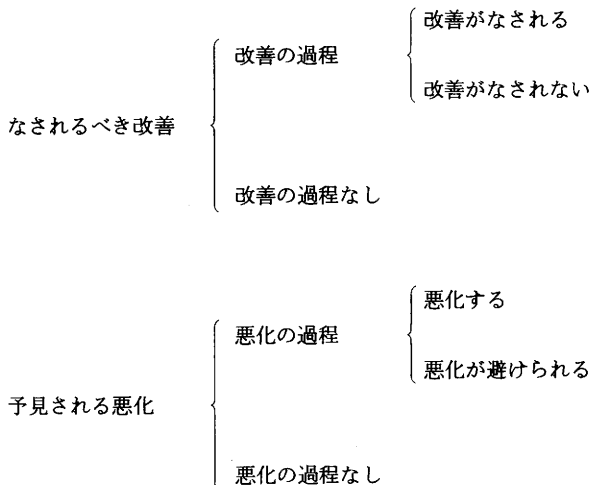 改善がなされる
改善の過程
改善がなされない
なされるべき改善
改善の過程なし
悪化する
悪化の過程
悪化が避けられる
予見される悪化
悪化の過程なし